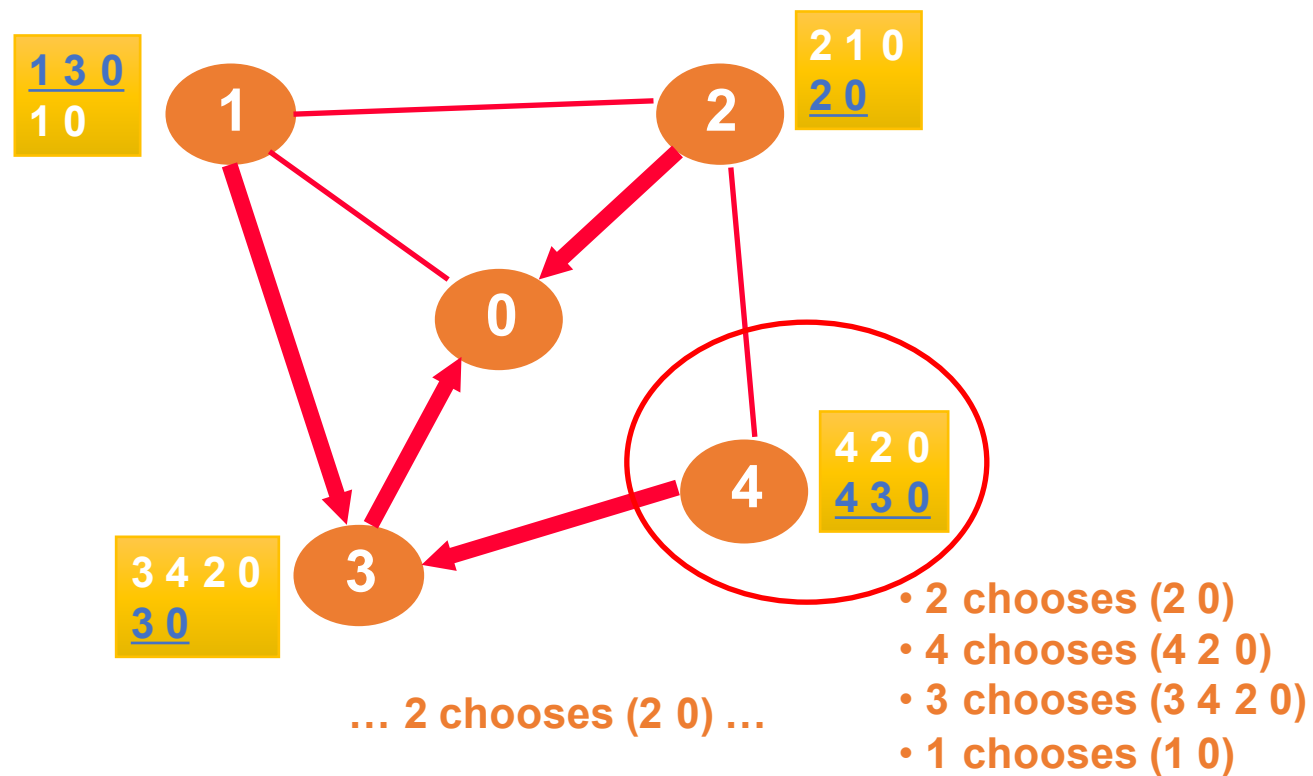 1 3 0
1 0
1
2
2 1 0
2 0
0
4
4 2 0
4 3 0
3 4 2 0
3 0
3
• 2 chooses (2 0)
• 4 chooses (4 2 0)
• 3 chooses (3 4 2 0)
• 1 chooses (1 0)
... 2 chooses (2 0) ...